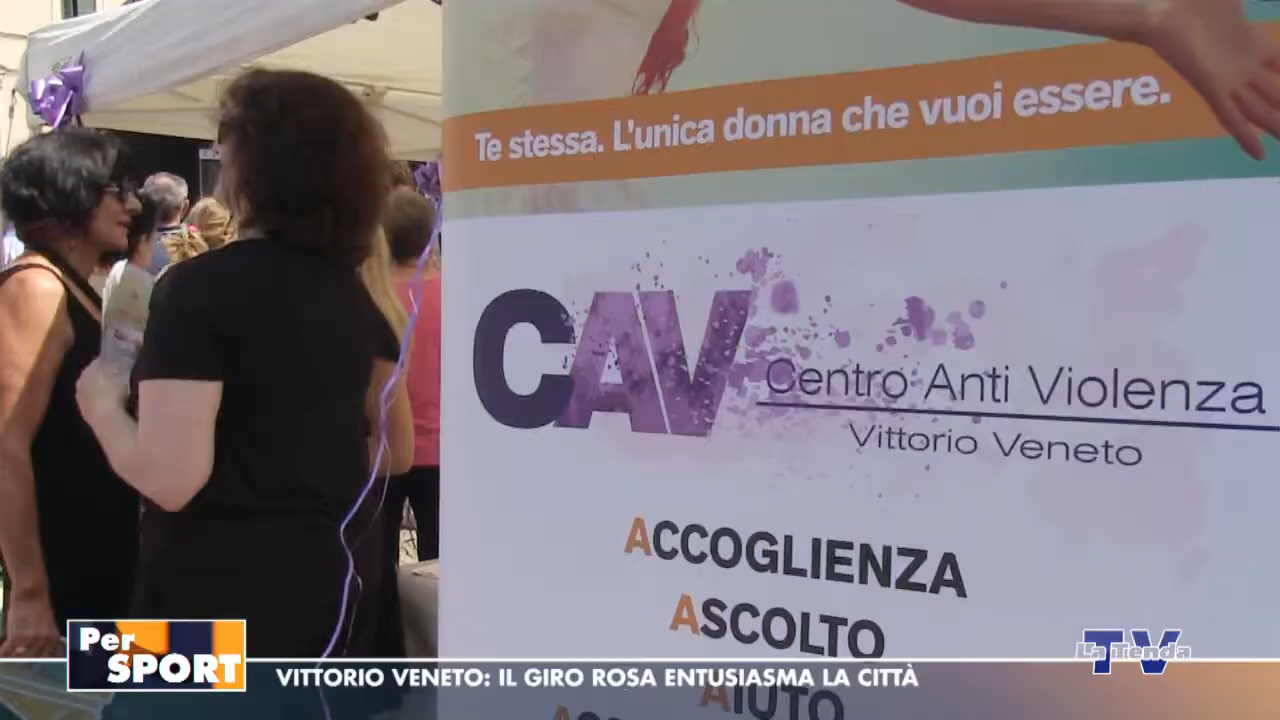 Te stessa. L'unica donna che vuoi essere.
CAV
Centro Anti Violenza
Vittorio Veneto
ACCOGLIENZA
ASCOLTO
AIUTO
Per
SPORT
VITTORIO VENETO: IL GIRO ROSA ENTUSIASMA LA CITTÀ
TV
La Tenda